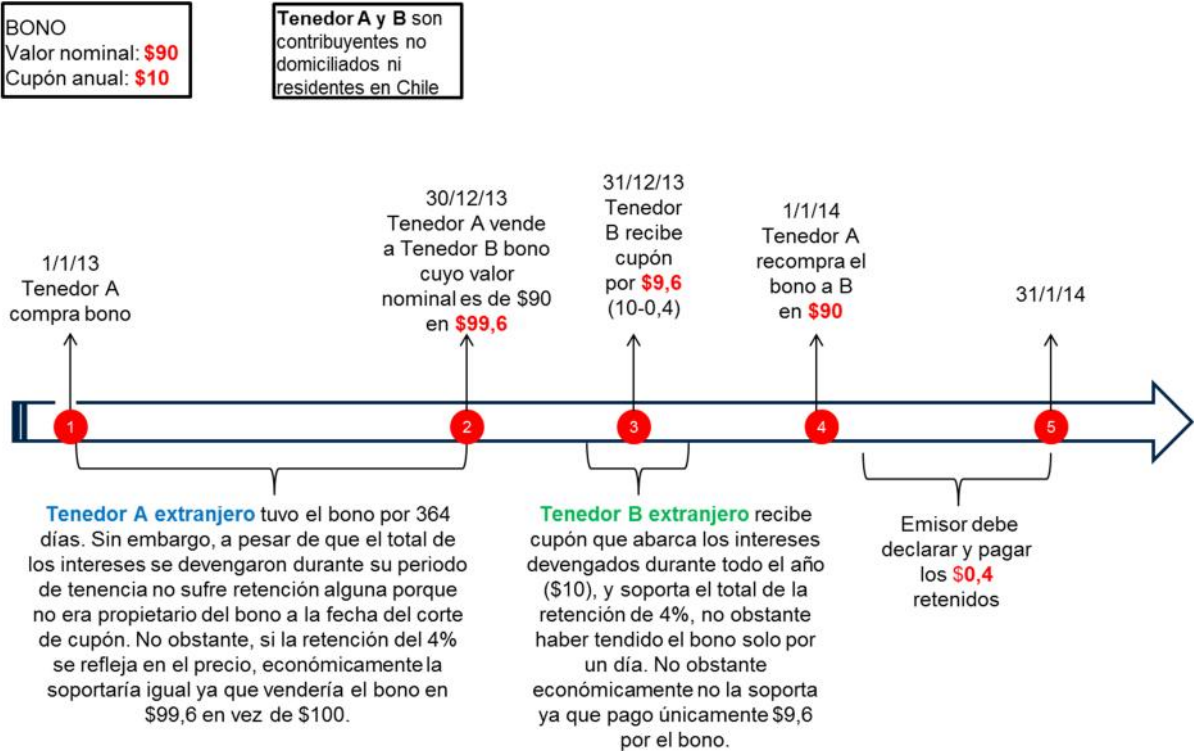 BONO
Valor nominal: $90
Cupón anual: $10
Tenedor A y B son
contribuyentes no
domiciliados ni
residentes en Chile
1/1/13
Tenedor A
compra bono
30/12/13
Tenedor A vende
a Tenedor B bono
cuyo valor
nominal es de $90
en $99,6
31/12/13
Tenedor
B recibe
cupón
por $9,6
(10-0,4)
1/1/14
Tenedor A
recompra el
bono a B
en $90
31/1/14
1
2
3
4
5
Tenedor A extranjero tuvo el bono por 364
días. Sin embargo, a pesar de que el total de
los intereses se devengaron durante su periodo
de tenencia no sufre retención alguna porque
no era propietario del bono a la fecha del corte
de cupón. No obstante, si la retención del 4%
se refleja en el precio, económicamente la
soportaría igual ya que vendería el bono en
$99,6 en vez de $100.
Tenedor B extranjero recibe
cupón que abarca los intereses
devengados durante todo el año
($10), y soporta el total de la
retención de 4%, no obstante
haber tendido el bono solo por
un día. No obstante
económicamente no la soporta
ya que pago únicamente $9,6
por el bono.
Emisor debe
declarar y pagar
los $0,4
retenidos